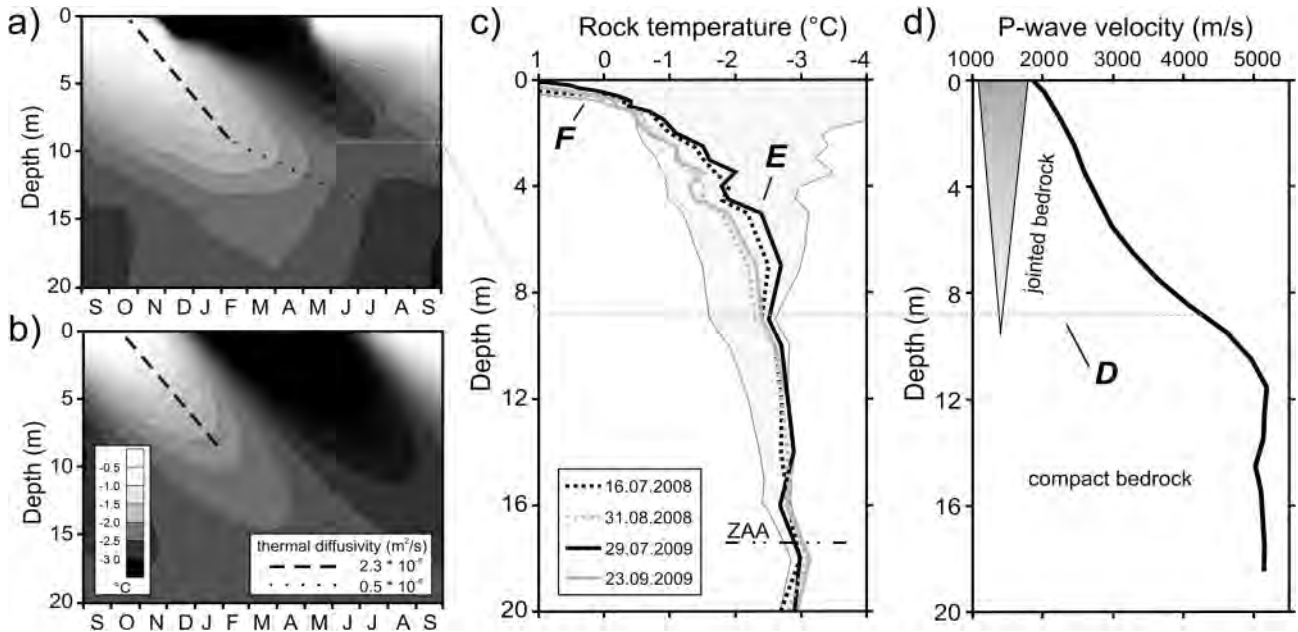 a)
Depth (m)
0
5
10
15
20
S O N D J F M A M J J A S
b)
Depth (m)
0
5
10
15
20
-0.5
-1.0
-1.5
-2.0
-2.5
-3.0
°C
thermal diffusivity (m²/s)
2.3 * 10⁻⁶
0.5 * 10⁻⁶
S O N D J F M A M J J A S
c)
Rock temperature (°C)
1 0 -1 -2 -3 -4
Depth (m)
0
4
8
12
16
20
F
E
ZAA
16.07.2008
31.08.2008
29.07.2009
23.09.2009
d)
P-wave velocity (m/s)
1000 2000 3000 4000 5000
Depth (m)
0
4
8
12
16
20
jointed bedrock
D
compact bedrock